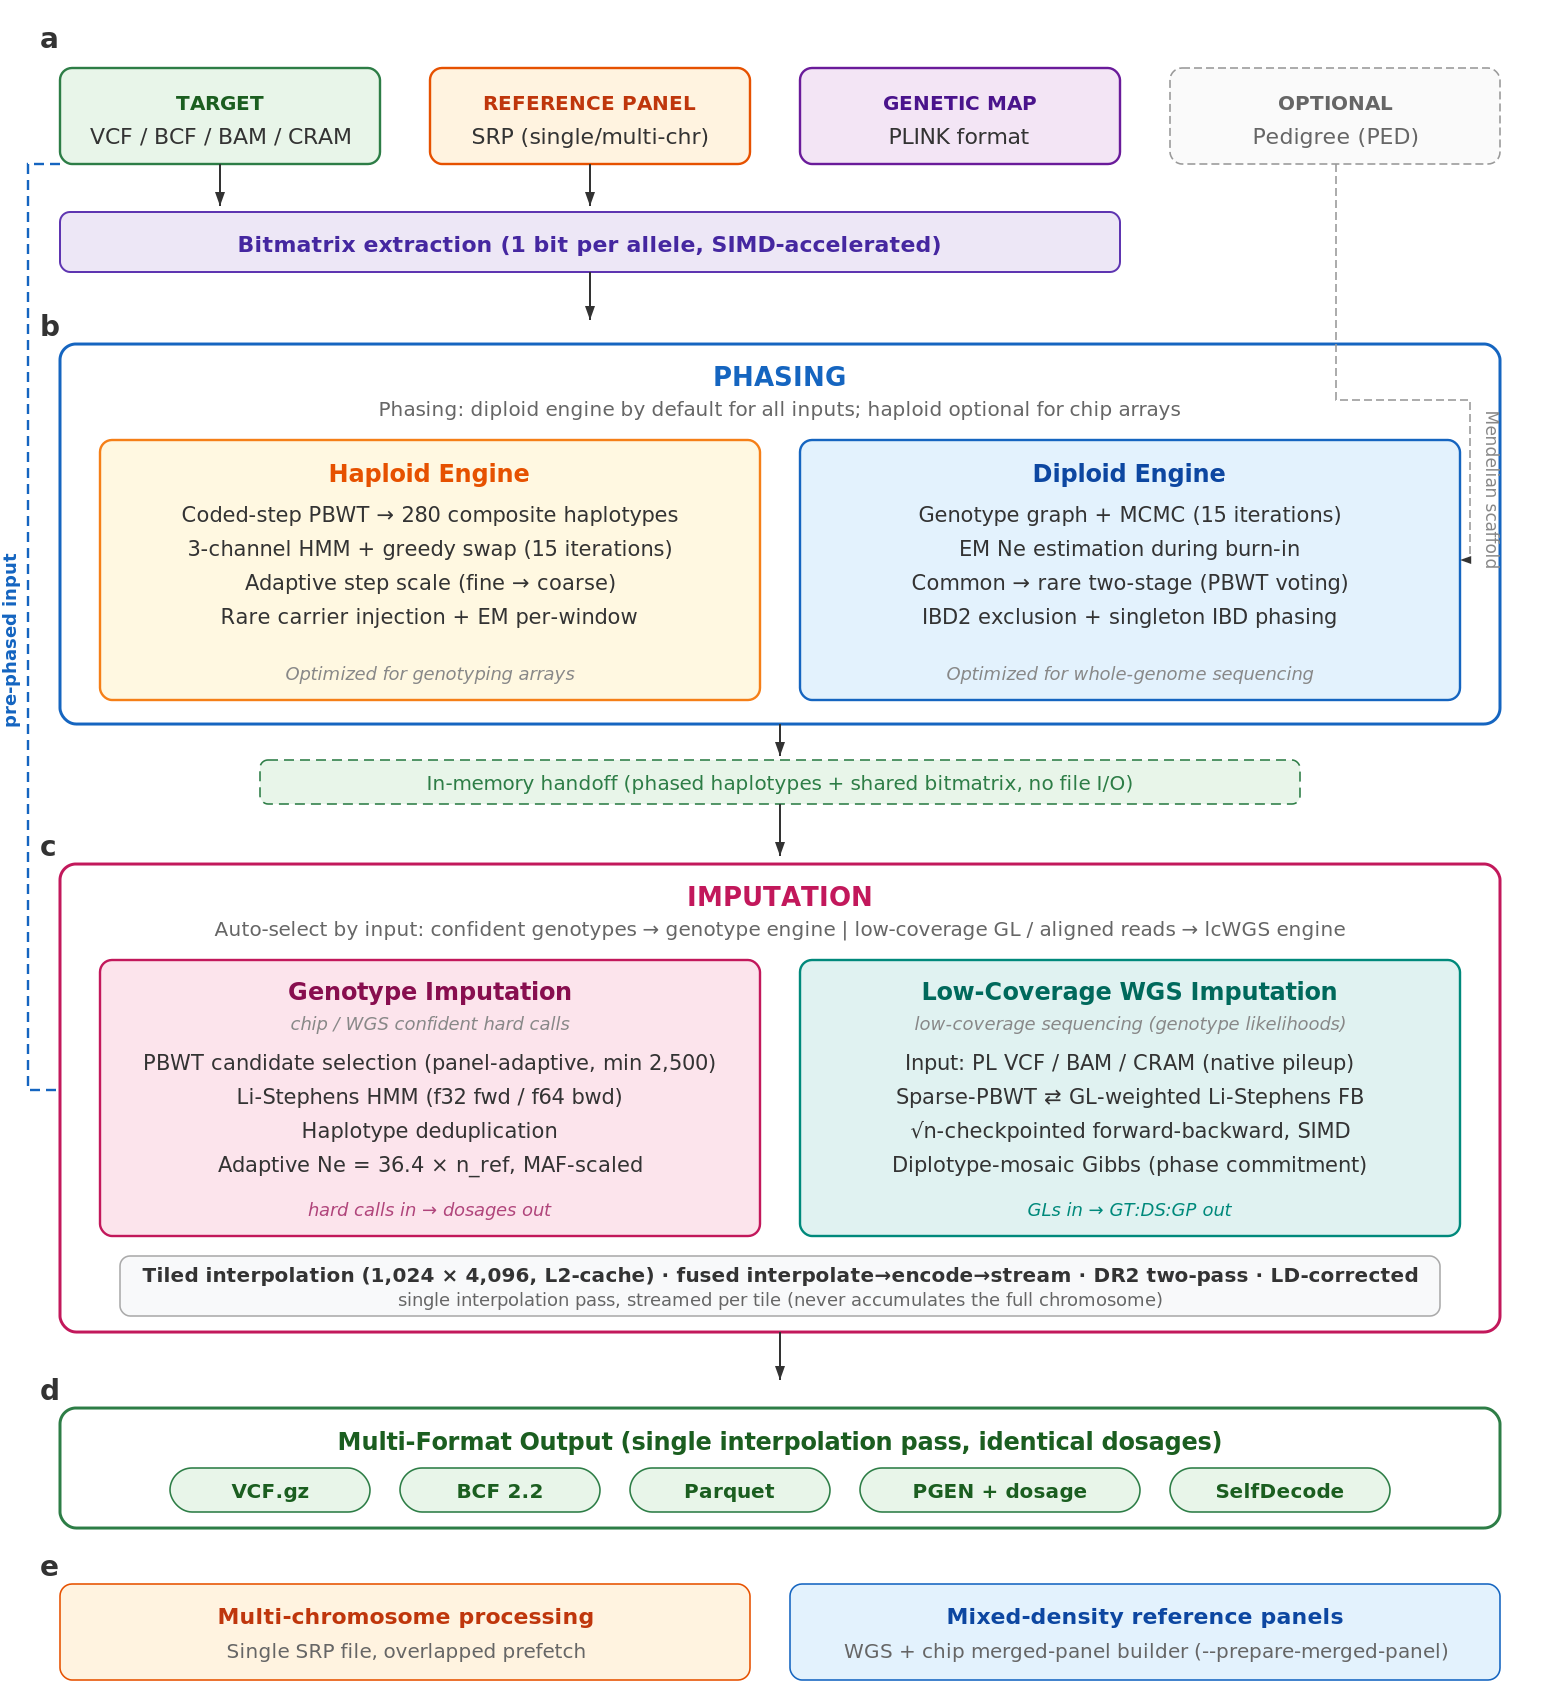 a
TARGET
VCF / BCF / BAM / CRAM
REFERENCE PANEL
SRP (single/multi-chr)
GENETIC MAP
PLINK format
OPTIONAL
Pedigree (PED)
Bitmatrix extraction (1 bit per allele, SIMD-accelerated)
pre-phased input
b
PHASING
Phasing: diploid engine by default for all inputs; haploid optional for chip arrays
Haploid Engine
Coded-step PBWT → 280 composite haplotypes
3-channel HMM + greedy swap (15 iterations)
Adaptive step scale (fine → coarse)
Rare carrier injection + EM per-window
Optimized for genotyping arrays
Diploid Engine
Genotype graph + MCMC (15 iterations)
EM Ne estimation during burn-in
Common → rare two-stage (PBWT voting)
IBD2 exclusion + singleton IBD phasing
Optimized for whole-genome sequencing
Mendelian scaffold
In-memory handoff (phased haplotypes + shared bitmatrix, no file I/O)
c
IMPUTATION
Auto-select by input: confident genotypes → genotype engine | low-coverage GL / aligned reads → lcWGS engine
Genotype Imputation
chip / WGS confident hard calls
PBWT candidate selection (panel-adaptive, min 2,500)
Li-Stephens HMM (f32 fwd / f64 bwd)
Haplotype deduplication
Adaptive Ne = 36.4 × n_ref, MAF-scaled
hard calls in → dosages out
Low-Coverage WGS Imputation
low-coverage sequencing (genotype likelihoods)
Input: PL VCF / BAM / CRAM (native pileup)
Sparse-PBWT ⇄ GL-weighted Li-Stephens FB
√n-checkpointed forward-backward, SIMD
Diplotype-mosaic Gibbs (phase commitment)
GLs in → GT:DS:GP out
Tiled interpolation (1,024 × 4,096, L2-cache) · fused interpolate→encode→stream · DR2 two-pass · LD-corrected
single interpolation pass, streamed per tile (never accumulates the full chromosome)
d
Multi-Format Output (single interpolation pass, identical dosages)
VCF.gz
BCF 2.2
Parquet
PGEN + dosage
SelfDecode
e
Multi-chromosome processing
Single SRP file, overlapped prefetch
Mixed-density reference panels
WGS + chip merged-panel builder (--prepare-merged-panel)